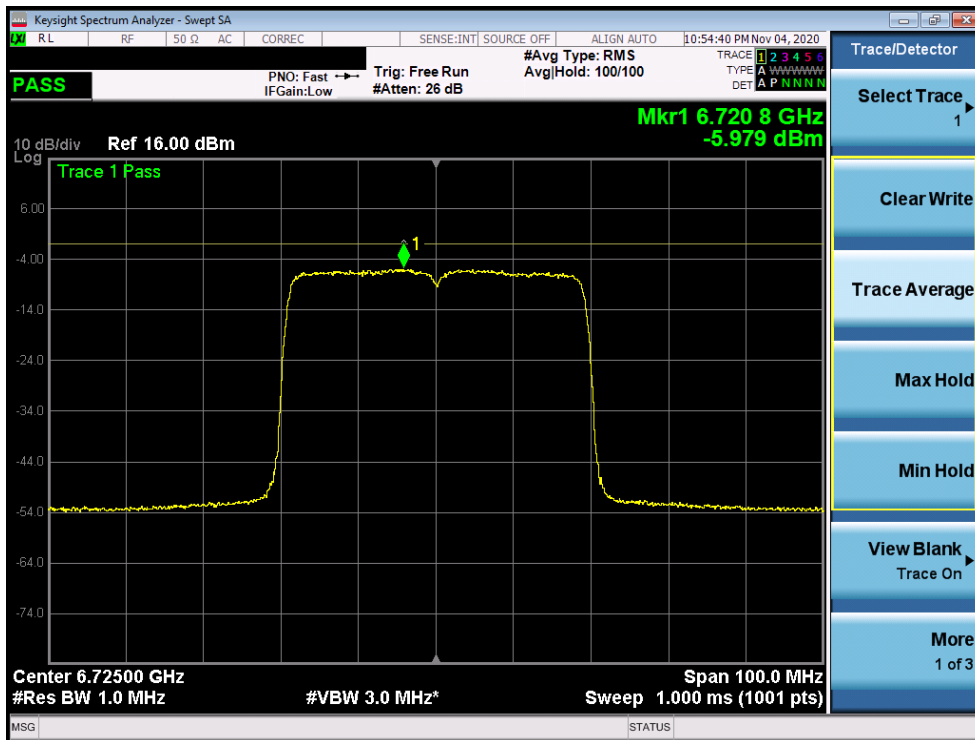 Keysight Spectrum Analyzer - Swept SA
LXI RL RF 50 Ω AC CORREC SENSE:INT SOURCE OFF ALIGN AUTO 10:54:40 PM Nov 04, 2020
PASS
PNO: Fast
IFGain:Low
Trig: Free Run
#Atten: 26 dB
#Avg Type: RMS
Avg|Hold: 100/100
TRACE 1 2 3 4 5 6
TYPE A WWWWW
DET A P N N N N
Mkr1 6.720 8 GHz
-5.979 dBm
10 dB/div Ref 16.00 dBm
Log
Trace 1 Pass
1
6.00
-4.00
-14.0
-24.0
-34.0
-44.0
-54.0
-64.0
-74.0
Center 6.72500 GHz Span 100.0 MHz
#Res BW 1.0 MHz #VBW 3.0 MHz* Sweep 1.000 ms (1001 pts)
MSG STATUS
Trace/Detector
Select Trace
1
Clear Write
Trace Average
Max Hold
Min Hold
View Blank
Trace On
More
1 of 3